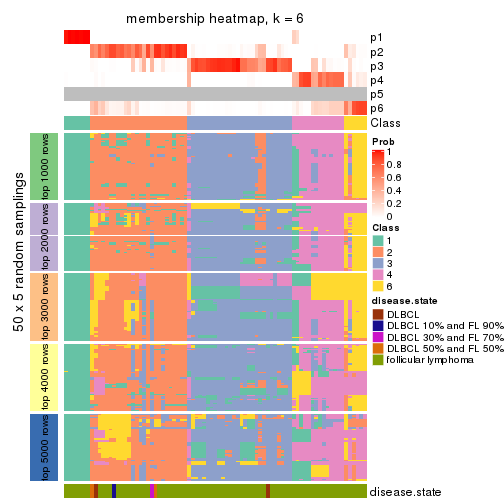 membership heatmap, k = 6
p1
p2
p3
p4
p5
p6
Class
50 x 5 random samplings
top 1000 rows
top 2000 rows
top 3000 rows
top 4000 rows
top 5000 rows
disease.state
Prob
1
0.8
0.6
0.4
0.2
0
Class
1
2
3
4
6
disease.state
DLBCL
DLBCL 10% and FL 90%
DLBCL 30% and FL 70%
DLBCL 50% and FL 50%
follicular lymphoma